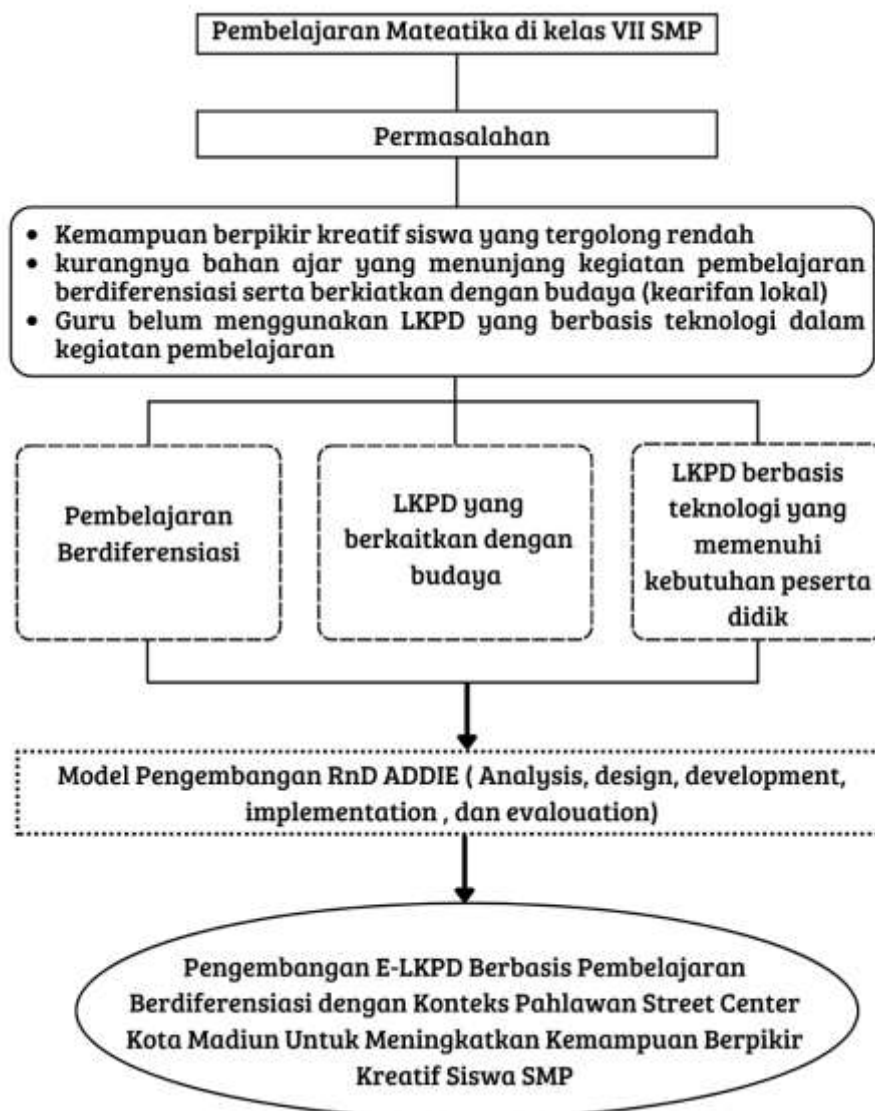 Pembelajaran Mateatika di kelas VII SMP
Permasalahan
• Kemampuan berpikir kreatif siswa yang tergolong rendah
• kurangnya bahan ajar yang menunjang kegiatan pembelajaran
berdiferensiasi serta berkiatkan dengan budaya (kearifan lokal)
• Guru belum menggunakan LKPD yang berbasis teknologi dalam
kegiatan pembelajaran
Pembelajaran
Berdiferensiasi
LKPD yang
berkaitkan dengan
budaya
LKPD berbasis
teknologi yang
memenuhi
kebutuhan peserta
didik
Model Pengembangan RnD ADDIE ( Analysis, design, development,
implementation , dan evalouation)
Pengembangan E-LKPD Berbasis Pembelajaran
Berdiferensiasi dengan Konteks Pahlawan Street Center
Kota Madiun Untuk Meningkatkan Kemampuan Berpikir
Kreatif Siswa SMP